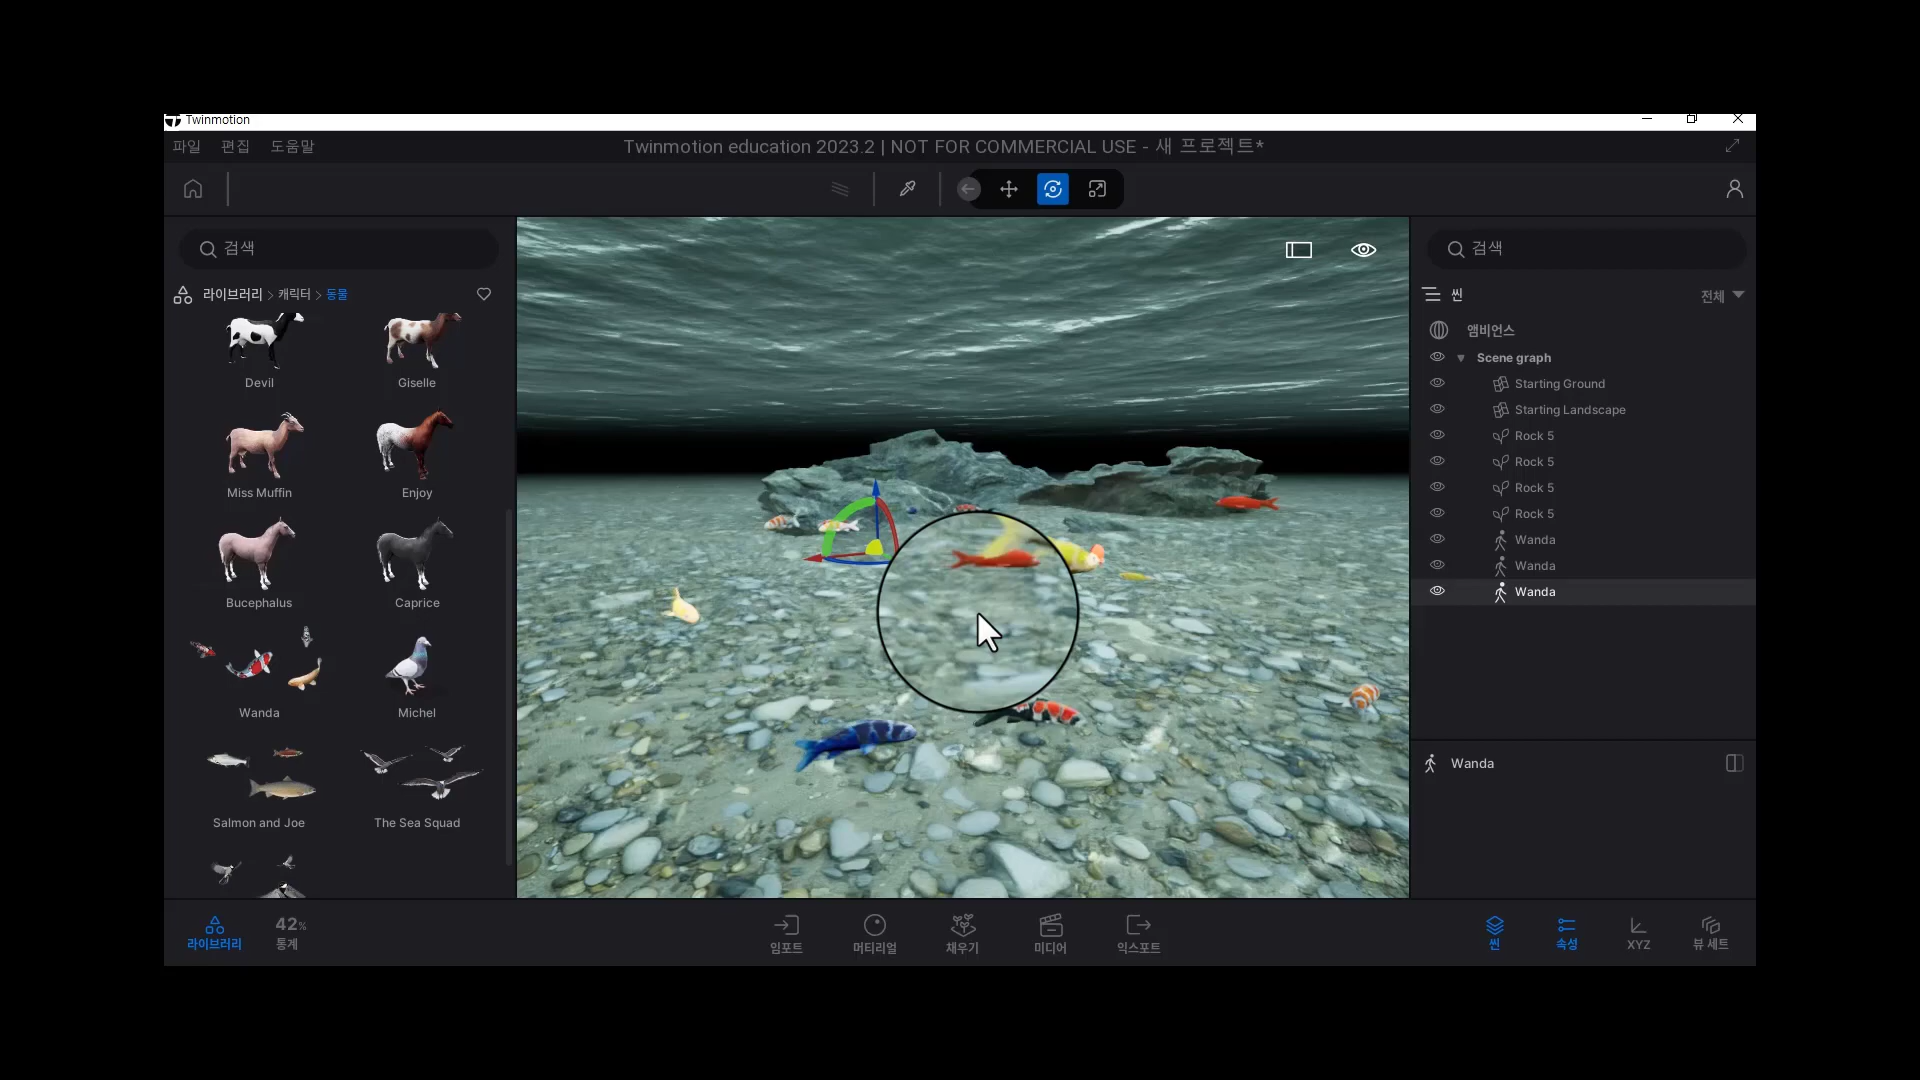 Twinmotion
파일 편집 도움말
Twinmotion education 2023.2 | NOT FOR COMMERCIAL USE - 새 프로젝트*
검색
라이브러리 > 캐릭터 > 동물
Devil
Giselle
Miss Muffin
Enjoy
Bucephalus
Caprice
Wanda
Michel
Salmon and Joe
The Sea Squad
검색
씬
전체
앰비언스
Scene graph
Starting Ground
Starting Landscape
Rock 5
Rock 5
Rock 5
Rock 5
Wanda
Wanda
Wanda
Wanda
라이브러리
42%
통계
임포트
머티리얼
채우기
미디어
익스포트
씬
속성
XYZ
뷰 세트